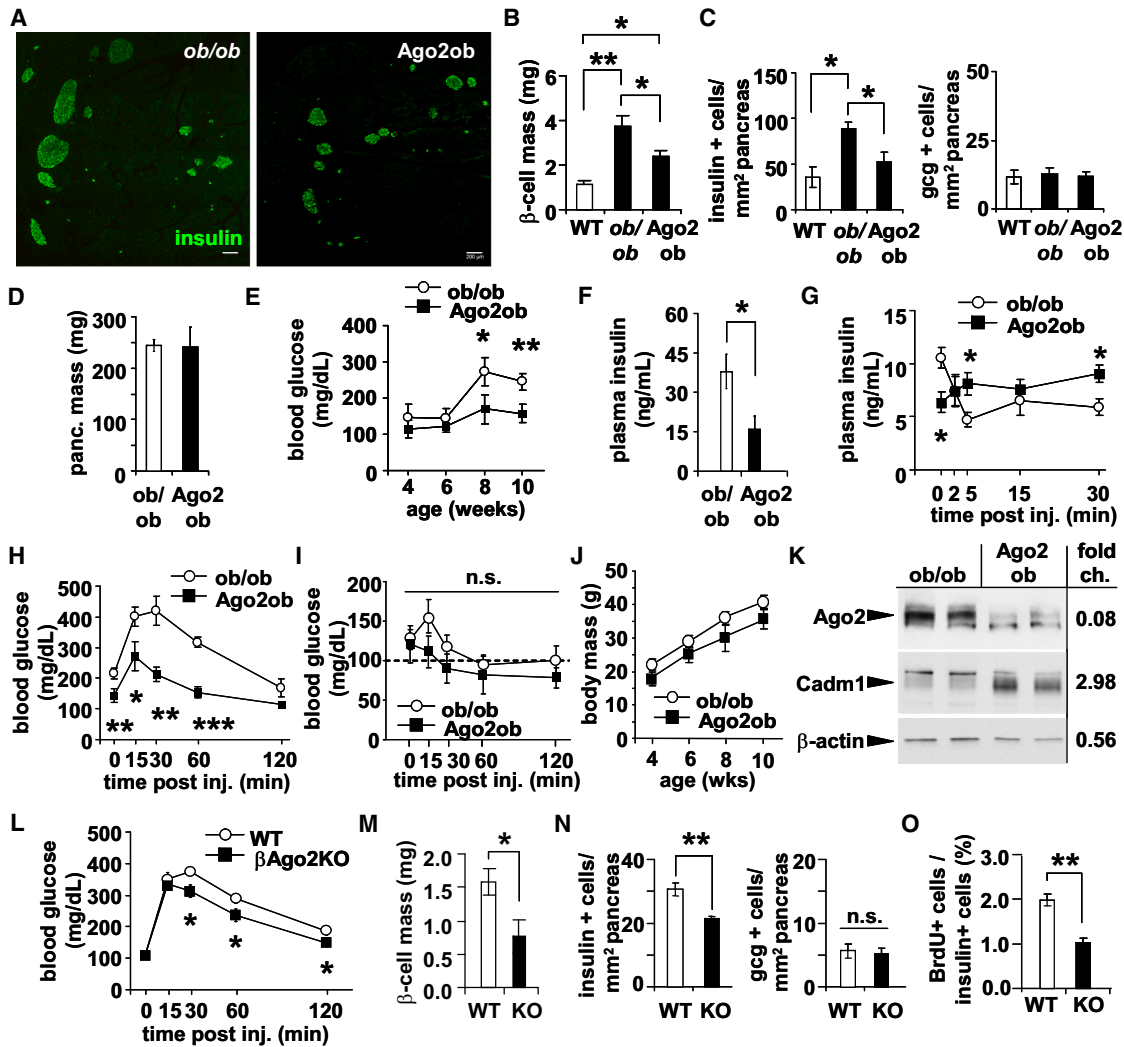 A
ob/ob
Ago2ob
insulin
200 µm
B
β-cell mass (mg)
6
4
2
0
*
**
*
WT ob/ Ago2
ob ob
C
insulin + cells/
mm² pancreas
150
100
50
0
*
*
WT ob/ Ago2
ob ob
gcg + cells/
mm² pancreas
50
25
0
WT ob/ Ago2
ob ob
D
panc. mass (mg)
300
200
100
0
ob/ Ago2
ob ob
E
ob/ob
Ago2ob
blood glucose
(mg/dL)
400
300
200
100
0
*
**
4 6 8 10
age (weeks)
F
plasma insulin
(ng/mL)
60
45
30
15
0
*
ob/ Ago2
ob ob
G
ob/ob
Ago2ob
plasma insulin
(ng/mL)
15
10
5
0
*
*
*
0 2 5 15 30
time post inj. (min)
H
ob/ob
Ago2ob
blood glucose
(mg/dL)
500
400
300
200
100
0
** * ** ***
0 15 30 60 120
time post inj. (min)
I
n.s.
blood glucose
(mg/dL)
200
150
100
50
0
ob/ob
Ago2ob
0 15 30 60 120
time post inj. (min)
J
body mass (g)
50
40
30
20
10
0
ob/ob
Ago2ob
4 6 8 10
age (wks)
K
ob/ob
Ago2
ob
fold
ch.
Ago2 0.08
Cadm1 2.98
β-actin 0.56
L
WT
βAgo2KO
blood glucose
(mg/dL)
500
400
300
200
100
0
*
*
*
0 15 30 60 120
time post inj. (min)
M
β-cell mass (mg)
2.0
1.5
1.0
0.5
0.0
*
WT KO
N
insulin + cells/
mm² pancreas
40
20
0
**
WT KO
gcg + cells/
mm² pancreas
20
10
0
n.s.
WT KO
O
BrdU+ cells /
insulin+ cells (%)
3.0
2.0
1.0
0.0
**
WT KO